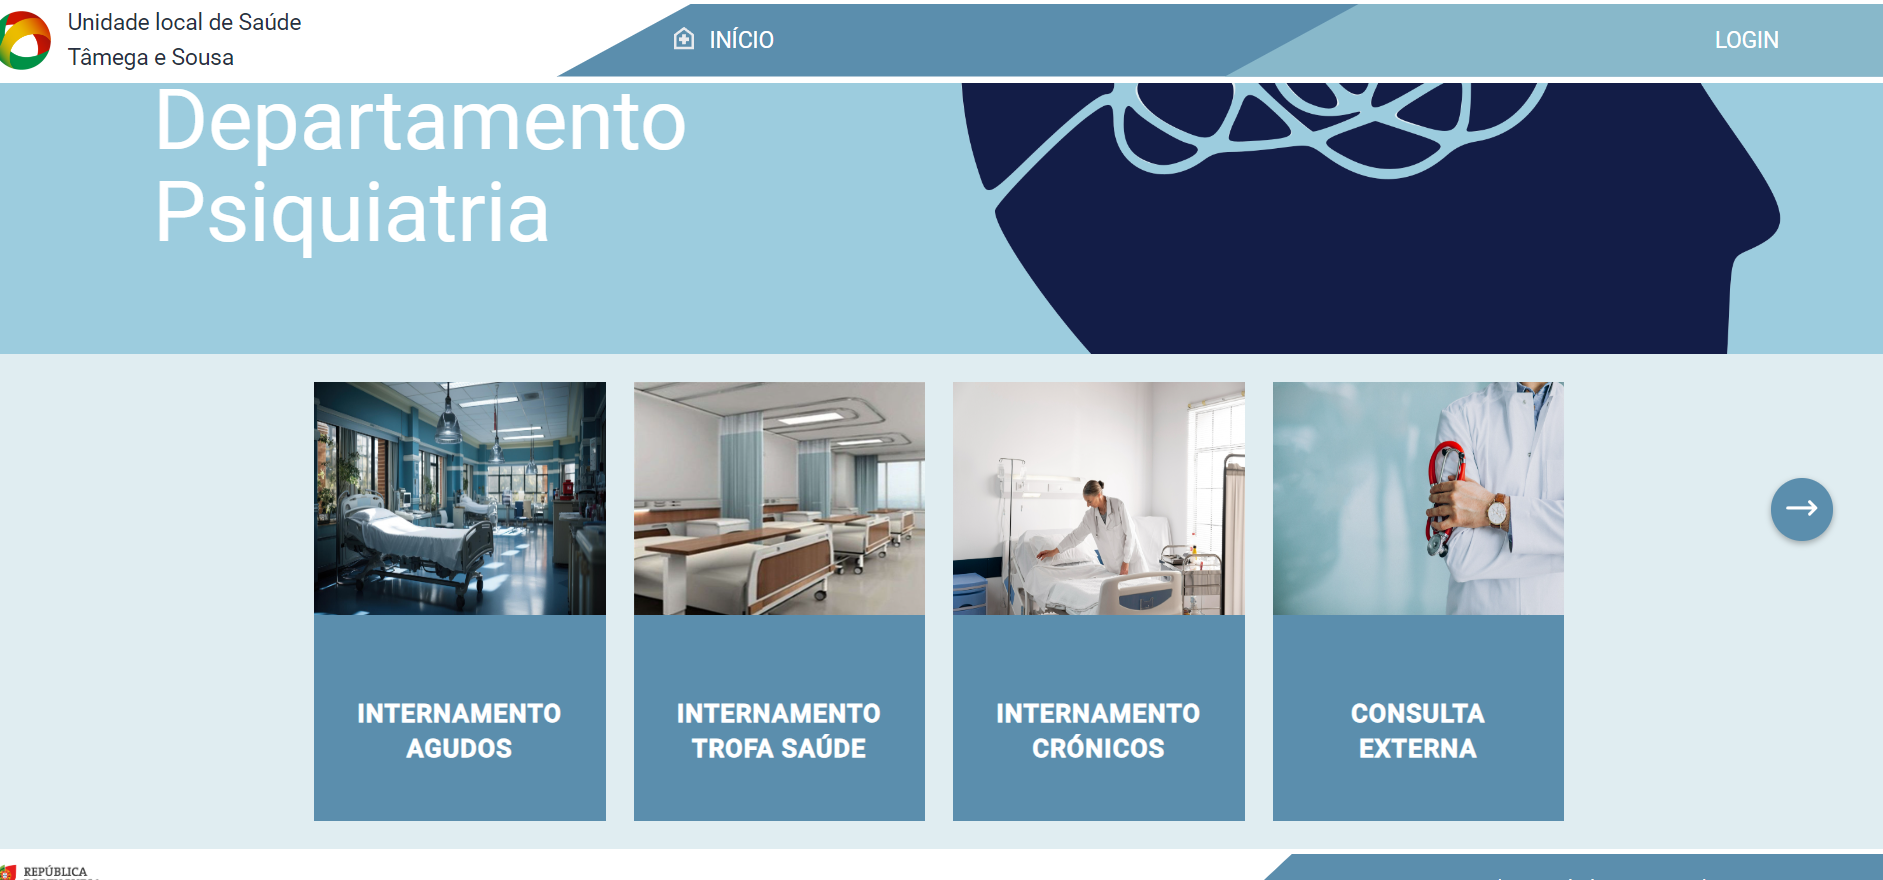 Unidade local de Saúde
Tâmega e Sousa
INÍCIO
LOGIN
Departamento
Psiquiatria
INTERNAMENTO
AGUDOS
INTERNAMENTO
TROFA SAÚDE
INTERNAMENTO
CRÓNICOS
CONSULTA
EXTERNA
REPÚBLICA